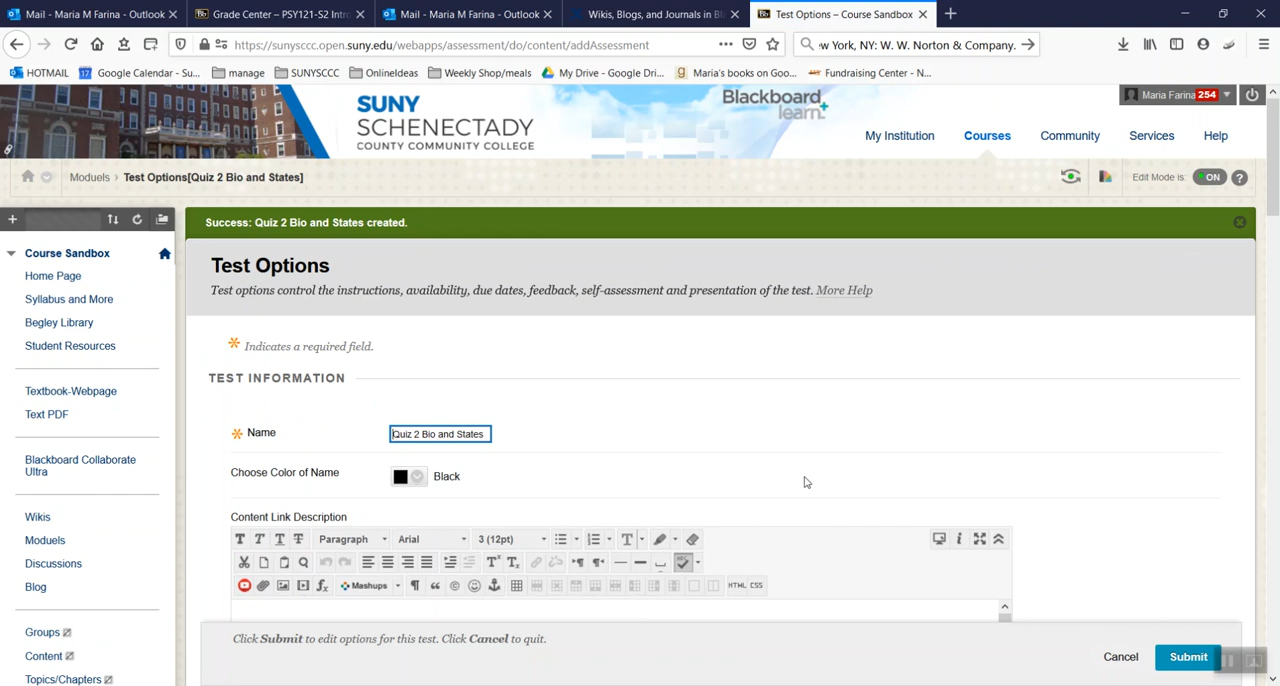 Mail - Maria M Farina - Outlook
Grade Center – PSY121-S2 Intro
Mail - Maria M Farina - Outlook
Wikis, Blogs, and Journals in Bl
Test Options – Course Sandbox
https://sunysccc.open.suny.edu/webapps/assessment/do/content/addAssessment
ew York, NY: W. W. Norton & Company.
HOTMAIL
Google Calendar - Su...
manage
SUNYSCCC
OnlineIdeas
Weekly Shop/meals
My Drive - Google Dri...
Maria's books on Goo...
Fundraising Center - N...
SUNY
SCHENECTADY
COUNTY COMMUNITY COLLEGE
Blackboard
learn
Maria Farina 254
My Institution
Courses
Community
Services
Help
Moduels
Test Options[Quiz 2 Bio and States]
Edit Mode is:
ON
?
Success: Quiz 2 Bio and States created.
Course Sandbox
Home Page
Syllabus and More
Begley Library
Student Resources
Textbook-Webpage
Text PDF
Blackboard Collaborate
Ultra
Wikis
Moduels
Discussions
Blog
Groups
Content
Topics/Chapters
Test Options
Test options control the instructions, availability, due dates, feedback, self-assessment and presentation of the test. More Help
Indicates a required field.
TEST INFORMATION
Name
Quiz 2 Bio and States
Choose Color of Name
Black
Content Link Description
T T T T Paragraph Arial 3 (12pt)
Mashups
HTML CSS
Click Submit to edit options for this test. Click Cancel to quit.
Cancel
Submit